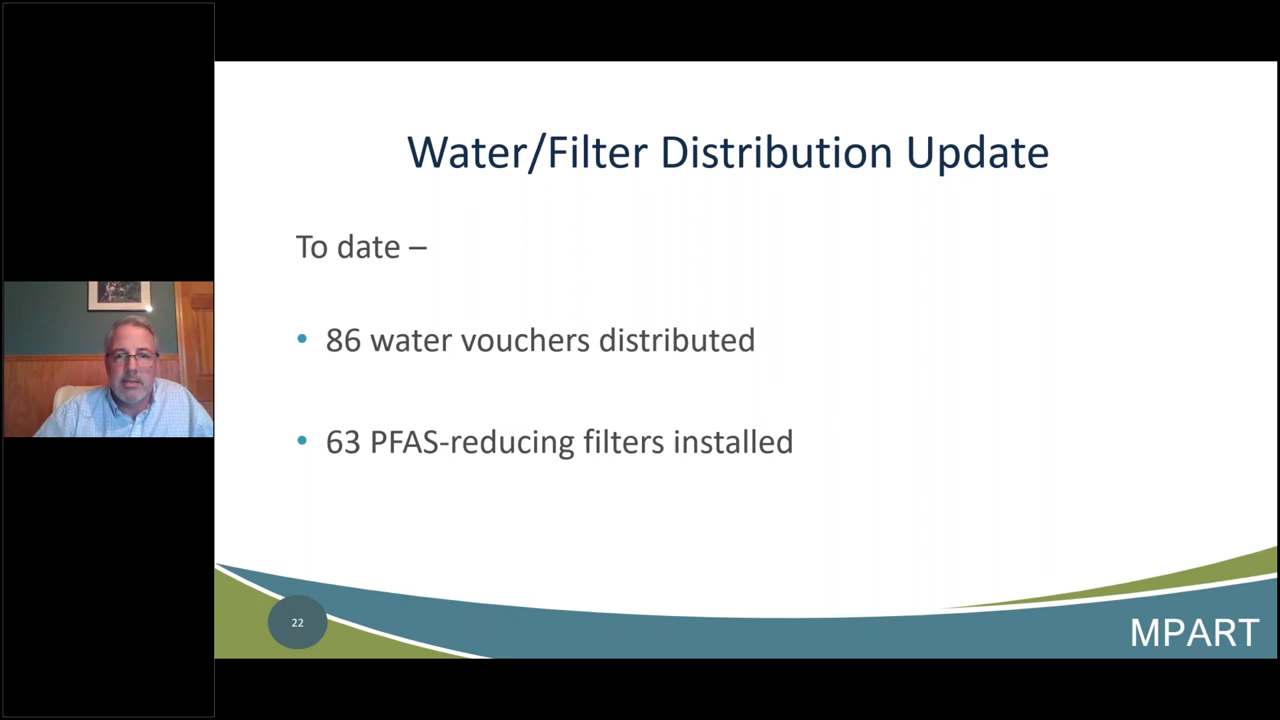 Water/Filter Distribution Update
To date –
• 86 water vouchers distributed
• 63 PFAS-reducing filters installed
22
MPART